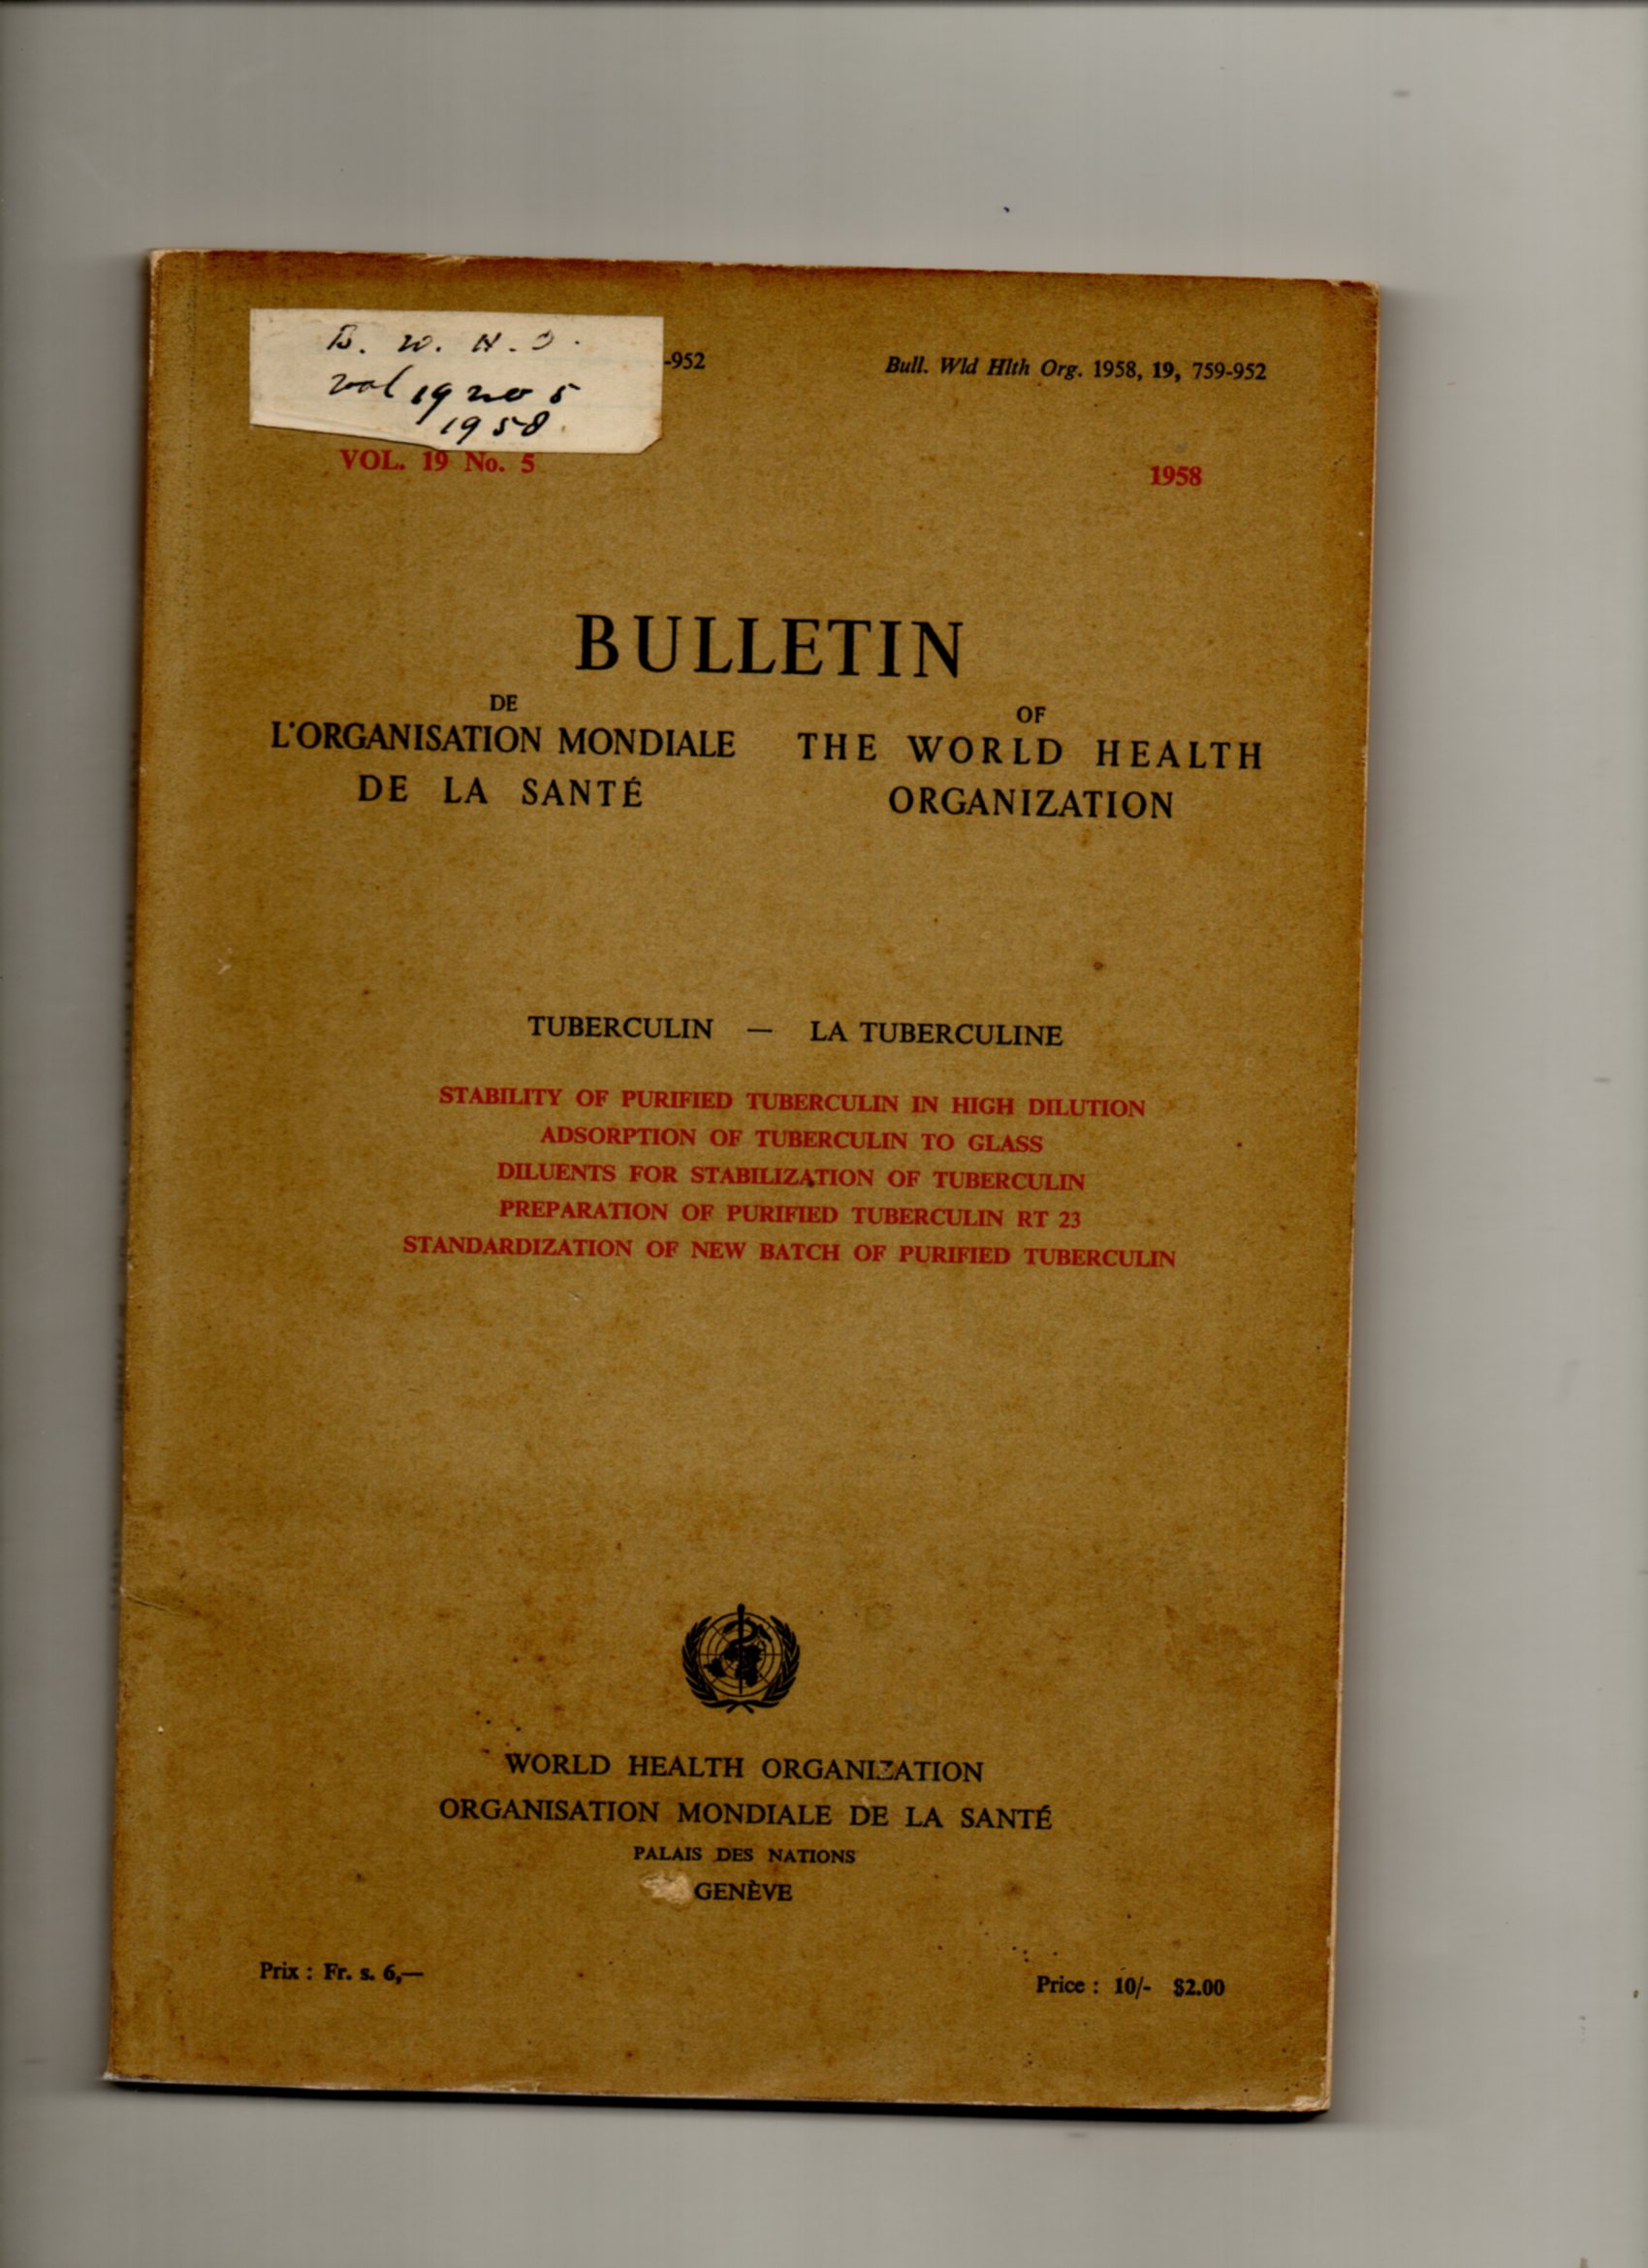 B. W. H. O.
vol 19 no 5
1958
-952
Bull. Wld Hlth Org. 1958, 19, 759-952
VOL. 19 No. 5
1958
BULLETIN
DE
L'ORGANISATION MONDIALE
DE LA SANTÉ
OF
THE WORLD HEALTH
ORGANIZATION
TUBERCULIN — LA TUBERCULINE
STABILITY OF PURIFIED TUBERCULIN IN HIGH DILUTION
ADSORPTION OF TUBERCULIN TO GLASS
DILUENTS FOR STABILIZATION OF TUBERCULIN
PREPARATION OF PURIFIED TUBERCULIN RT 23
STANDARDIZATION OF NEW BATCH OF PURIFIED TUBERCULIN
WORLD HEALTH ORGANIZATION
ORGANISATION MONDIALE DE LA SANTÉ
PALAIS DES NATIONS
GENÈVE
Prix : Fr. s. 6,—
Price : 10/- $2.00